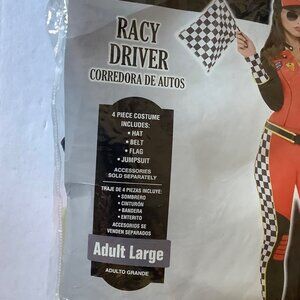 RACY
DRIVER
CORREDORA DE AUTOS
4 PIECE COSTUME
INCLUDES:
• HAT
• BELT
• FLAG
• JUMPSUIT
ACCESSORIES
SOLD SEPARATELY
TRAJE DE 4 PIEZAS INCLUYE:
• SOMBRERO
• CINTURÓN
• BANDERA
• ENTERITO
ACCESORIOS SE
VENDEN SEPARADOS
Adult Large
ADULTO GRANDE